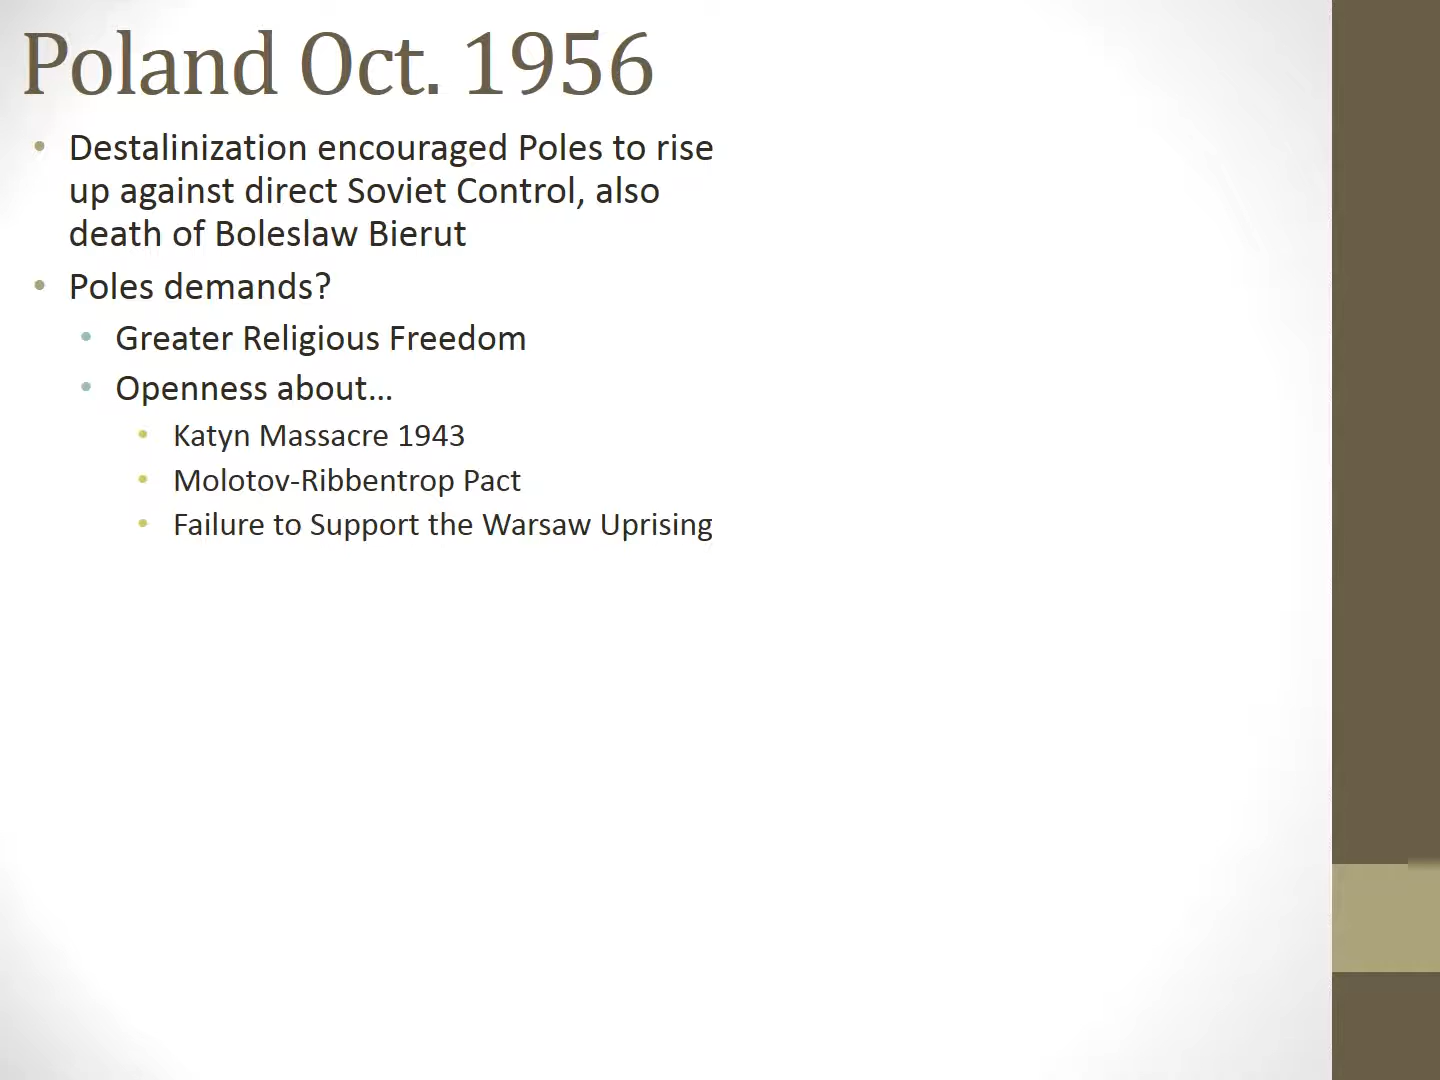 Poland Oct. 1956
• Destalinization encouraged Poles to rise
up against direct Soviet Control, also
death of Boleslaw Bierut
• Poles demands?
• Greater Religious Freedom
• Openness about...
• Katyn Massacre 1943
• Molotov-Ribbentrop Pact
• Failure to Support the Warsaw Uprising